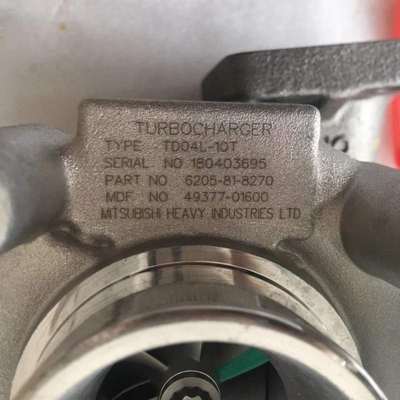 TURBOCHARGER
TYPE TD04L-10T
SERIAL NO 180403695
PART NO 6205-81-8270
MDF. NO 49377-01600
MITSUBISHI HEAVY INDUSTRIES LTD